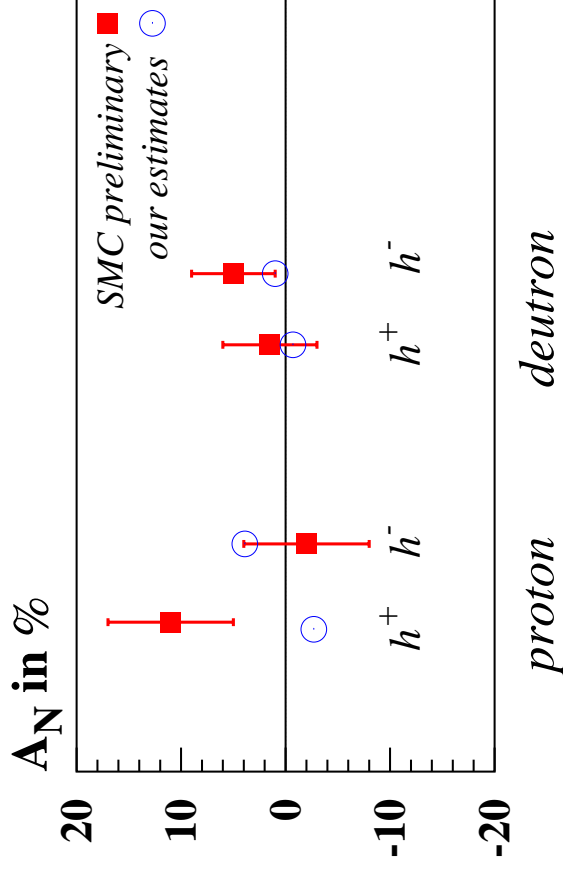 A_N in %
SMC preliminary
our estimates
20
10
0
-10
-20
h^+ h^- h^+ h^-
proton deutron